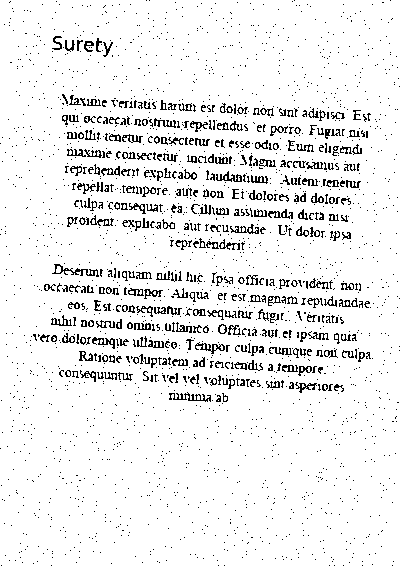 Surety
Maxime veritatis harum est dolor non sint adipisci. Est
qui occaecat nostrum repellendus et porro. Fugiat nisi
mollit tenetur consectetur et esse odio. Eum eligendi
maxime consectetur, incidunt. Magni accusamus aut
reprehenderit explicabo laudantium. Autem tenetur
repellat tempore aute non. Et dolores ad dolores
culpa consequat ea. Cillum assumenda dicta nisi
proident explicabo aut recusandae. Ut dolor ipsa
reprehenderit
Deserunt aliquam nihil hic. Ipsa officia provident non
occaecati non tempor. Aliqua et est magnam repudiandae
eos. Est consequatur consequatur fugit. Veritatis
nihil nostrud omnis ullamco. Officia aut et ipsam quia
vero doloremque ullamco. Tempor culpa cumque non culpa.
Ratione voluptatem ad reiciendis a tempore
consequuntur. Sit vel vel voluptates sint asperiores
minima ab